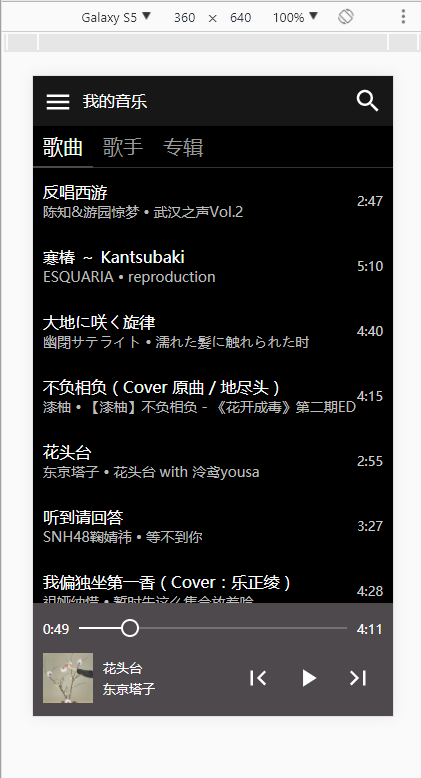 Galaxy S5 ▼ 360 × 640 100% ▼
我的音乐
歌曲 歌手 专辑
反唱西游
陈知&游园惊梦 • 武汉之声Vol.2
2:47
寒椿 ～ Kantsubaki
ESQUARIA • reproduction
5:10
大地に咲く旋律
幽閉サテライト • 濡れた髪に触れられた时
4:40
不负相负（Cover 原曲 / 地尽头）
漆柚 • 【漆柚】不负相负 - 《花开成毒》第二期ED
4:15
花头台
东京塔子 • 花头台 with 泠鸢yousa
2:55
听到请回答
SNH48鞠婧祎 • 等不到你
3:27
我偏独坐第一香（Cover：乐正绫）
4:28
0:49 4:11
花头台
东京塔子